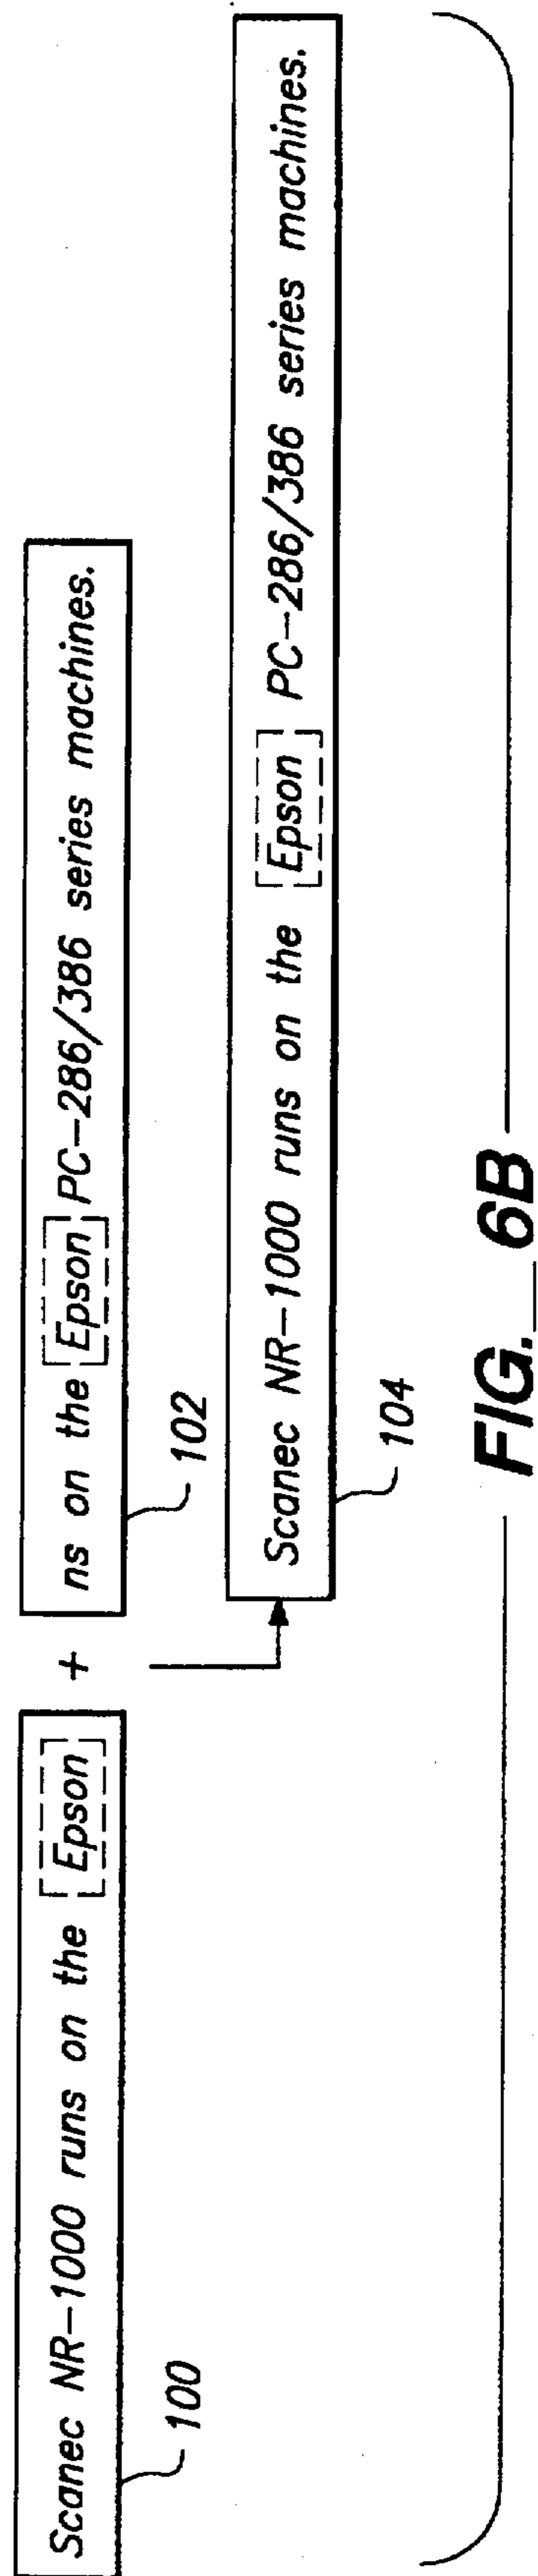 Scanec NR-1000 runs on the Epson
100
+
ns on the Epson PC-286/386 series machines.
102
Scanec NR-1000 runs on the Epson PC-286/386 series machines.
104
FIG._6B